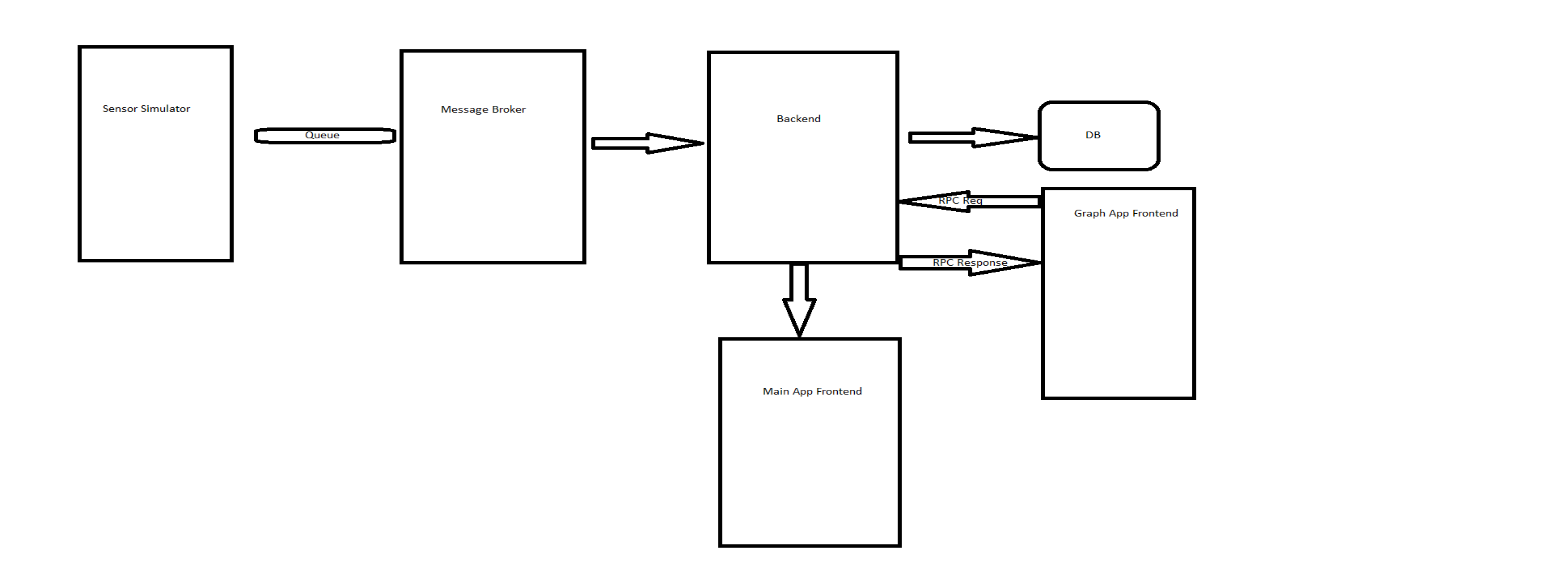 Sensor Simulator
Queue
Message Broker
Backend
DB
RPC Req
Graph App Frontend
RPC Response
Main App Frontend